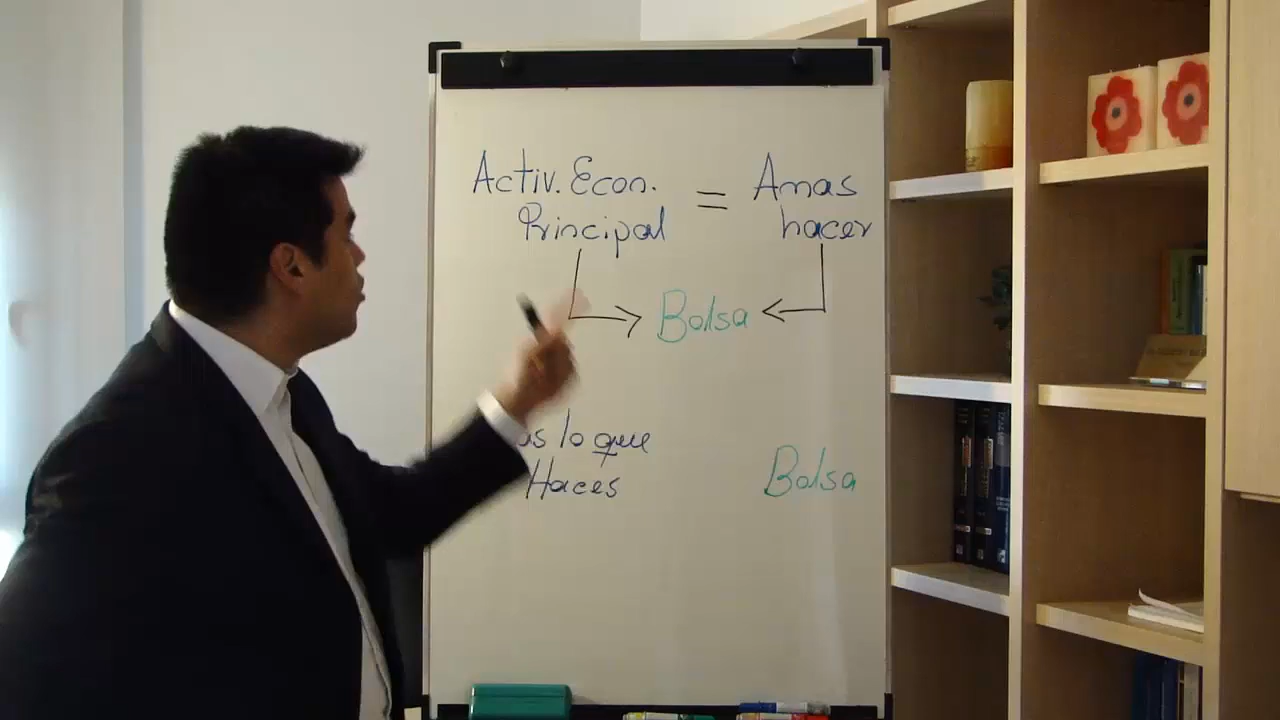 Activ. Econ. = Amas
Principal hacer
Bolsa
lo que
Haces Bolsa